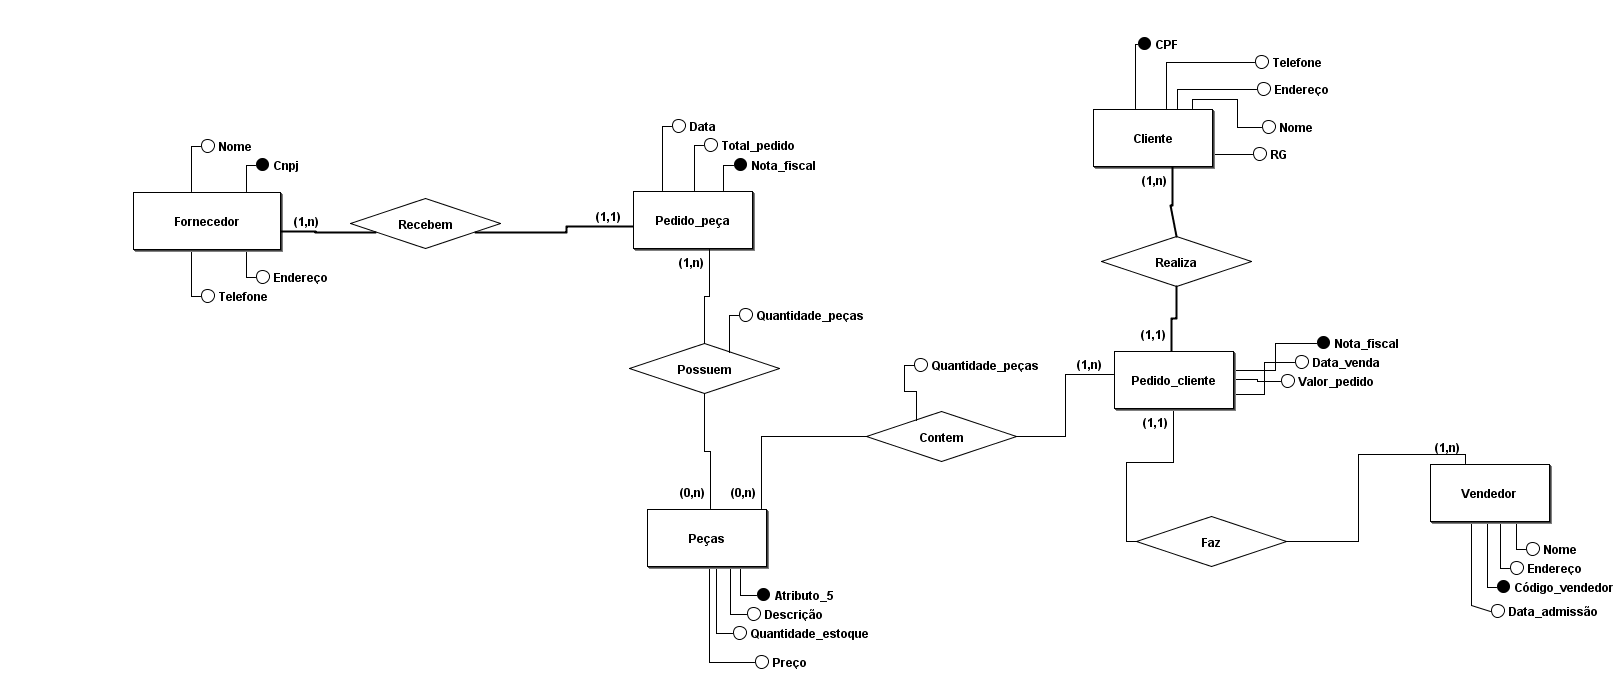 CPF
Telefone
Endereço
Nome
RG
Cliente
(1,n)
Realiza
(1,1)
Data
Total_pedido
Nota_fiscal
Pedido_peça
(1,1)
(1,n)
Nome
Cnpj
Fornecedor
(1,n)
Recebem
Endereço
Telefone
Quantidade_peças
Possuem
Quantidade_peças
Contem
(1,n)
Pedido_cliente
Nota_fiscal
Data_venda
Valor_pedido
(1,1)
(0,n)
(0,n)
Peças
Atributo_5
Descrição
Quantidade_estoque
Preço
Faz
(1,n)
Vendedor
Nome
Endereço
Código_vendedor
Data_admissão